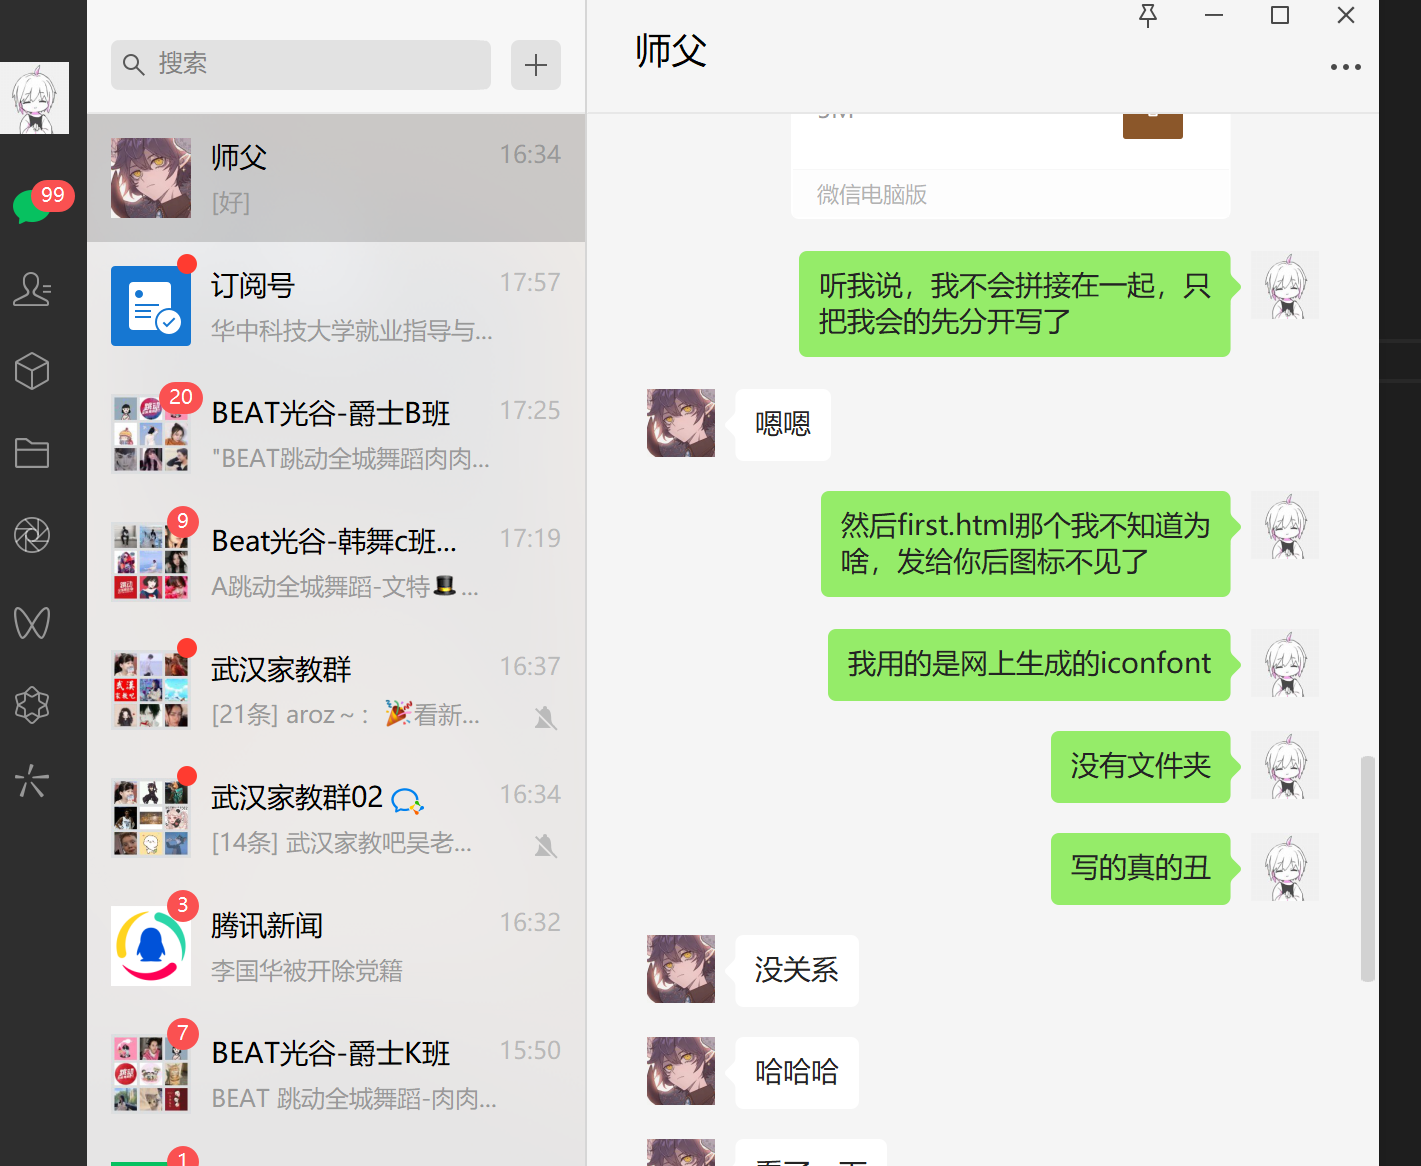 搜索
师父
99
师父
16:34
[好]
订阅号
17:57
华中科技大学就业指导与...
20
BEAT光谷-爵士B班
17:25
"BEAT跳动全城舞蹈肉肉...
9
Beat光谷-韩舞c班...
17:19
A跳动全城舞蹈-文特🎩...
武汉家教群
16:37
[21条] aroz～: 🎉看新...
武汉家教群02
16:34
[14条] 武汉家教吧吴老...
3
腾讯新闻
16:32
李国华被开除党籍
7
BEAT光谷-爵士K班
15:50
BEAT 跳动全城舞蹈-肉肉...
1
微信电脑版
听我说，我不会拼接在一起，只
把我会的先分开写了
嗯嗯
然后first.html那个我不知道为
啥，发给你后图标不见了
我用的是网上生成的iconfont
没有文件夹
写的真的丑
没关系
哈哈哈